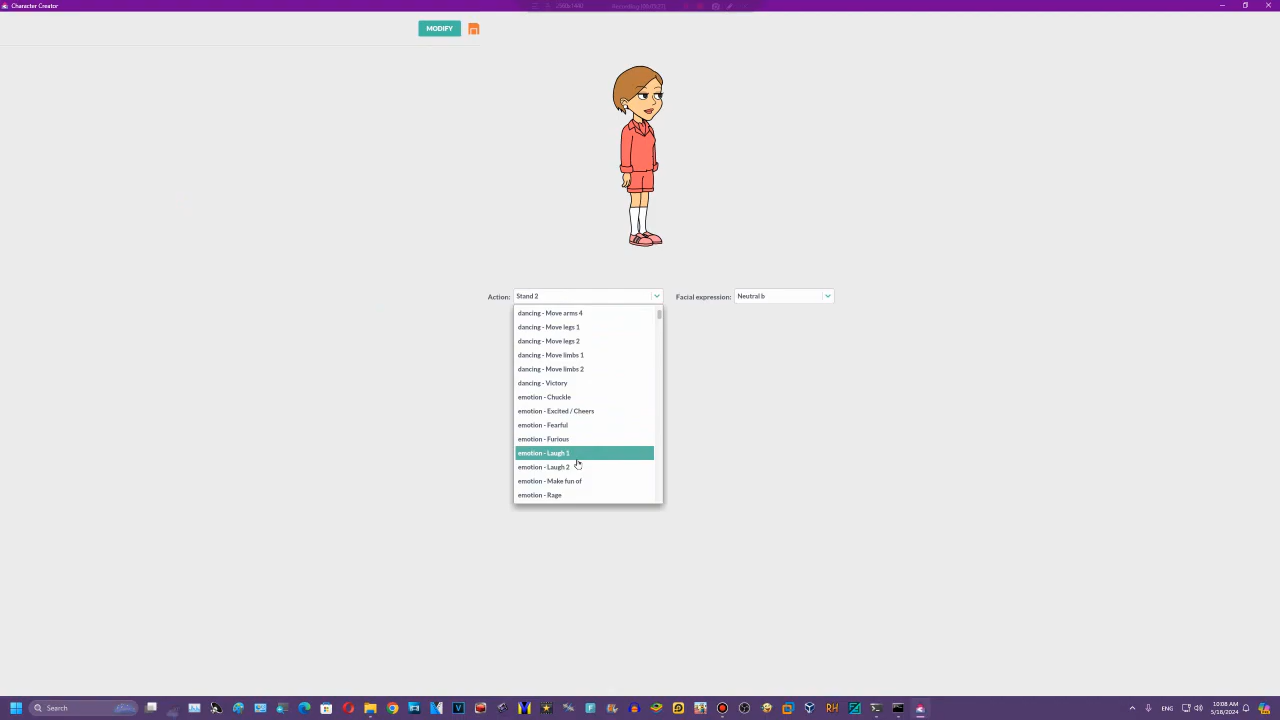 Character Creator
2560x1440
MODIFY
Action:
Stand 2
Facial expression:
Neutral b
dancing - Move arms 4
dancing - Move legs 1
dancing - Move legs 2
dancing - Move limbs 1
dancing - Move limbs 2
dancing - Victory
emotion - Chuckle
emotion - Excited / Cheers
emotion - Fearful
emotion - Furious
emotion - Laugh 1
emotion - Laugh 2
emotion - Make fun of
emotion - Rage
Search
RH
ENG
10:08 AM
5/18/2024